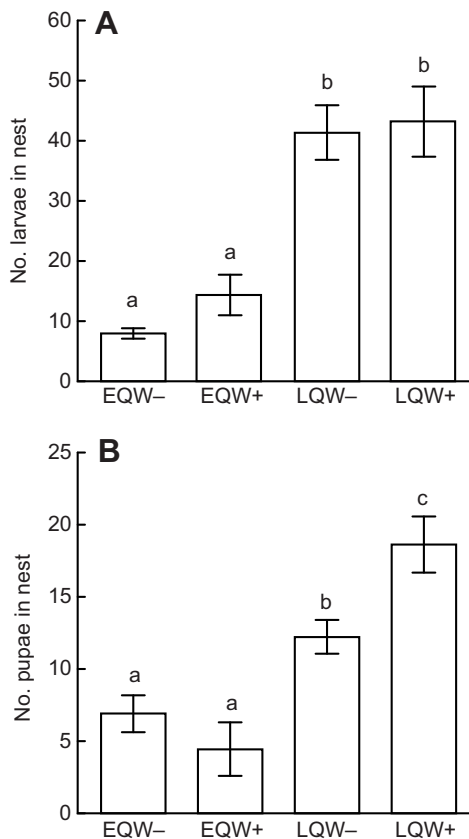 A
No. larvae in nest
60
50
40
30
20
10
0
a
a
b
b
EQW–
EQW+
LQW–
LQW+
B
No. pupae in nest
25
20
15
10
5
0
a
a
b
c
EQW–
EQW+
LQW–
LQW+